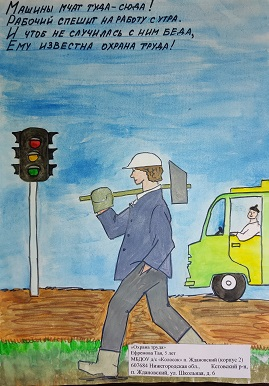 Машины мчат туда-сюда!
Рабочий спешит на работу с утра.
И чтоб не случилась с ним беда,
Ему известна охрана труда!
«Охрана труда»
Ефремова Тая, 5 лет
МБДОУ д/с «Колосок» п. Ждановский (корпус 2)
607684 Нижегородская обл., Кстовский р-н,
п. Ждановский, ул. Школьная, д. 6